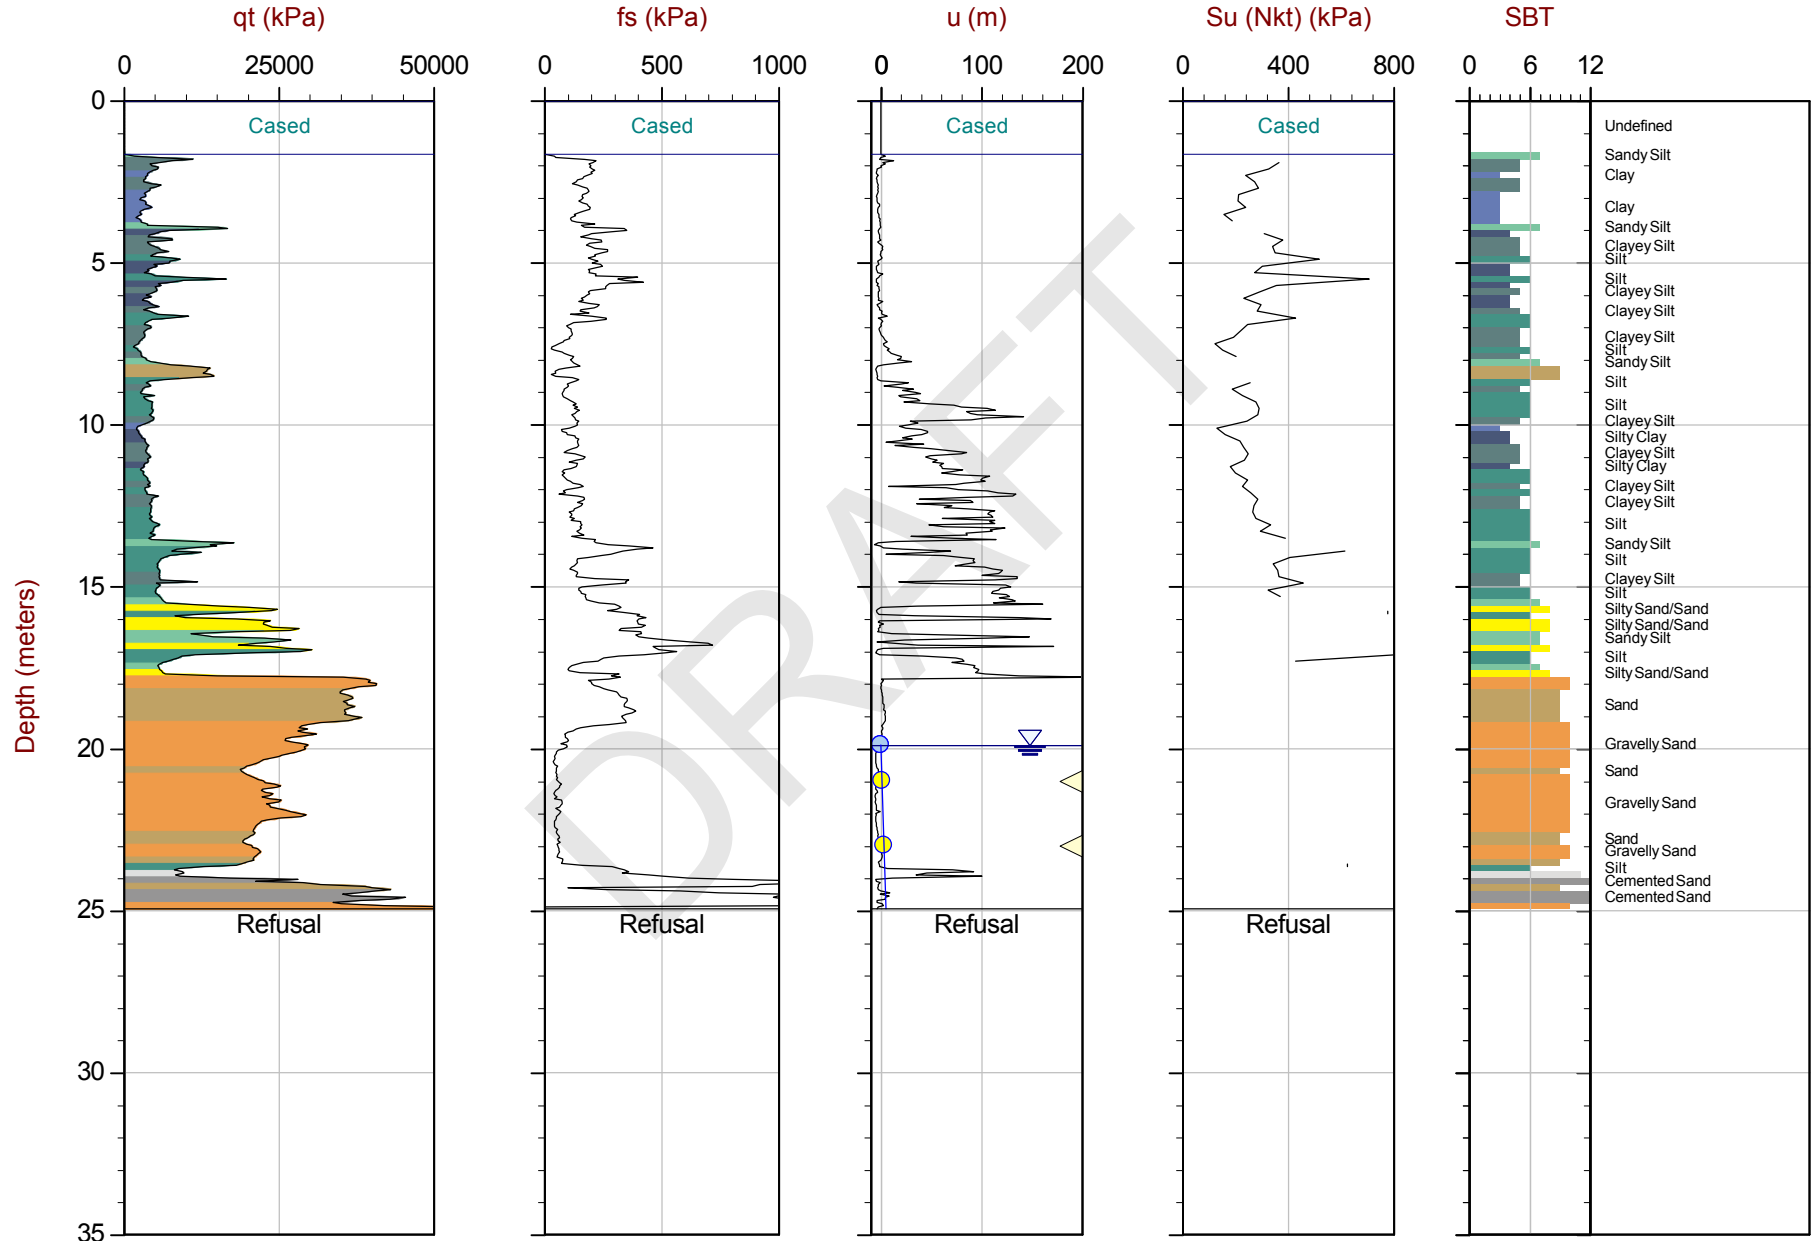 qt (kPa) fs (kPa) u (m) Su (Nkt) (kPa) SBT
0 25000 50000 0 500 1000 0 100 200 0 400 800 0 6 12
0
Cased Cased Cased Cased
Undefined
Sandy Silt
Clay
Clay
Sandy Silt
Clayey Silt
Silt
5
Silt
Clayey Silt
Clayey Silt
Clayey Silt
Silt
Sandy Silt
Silt
Silt
Clayey Silt
10
Silty Clay
Clayey Silt
Silty Clay
Clayey Silt
Clayey Silt
Silt
Sandy Silt
Silt
Clayey Silt
15
Silt
Silty Sand/Sand
Silty Sand/Sand
Sandy Silt
Silt
Silty Sand/Sand
Sand
Depth (meters)
Gravelly Sand
20
Sand
Gravelly Sand
Sand
Gravelly Sand
Silt
Cemented Sand
Cemented Sand
25
Refusal Refusal Refusal Refusal
30
35
DRAFT